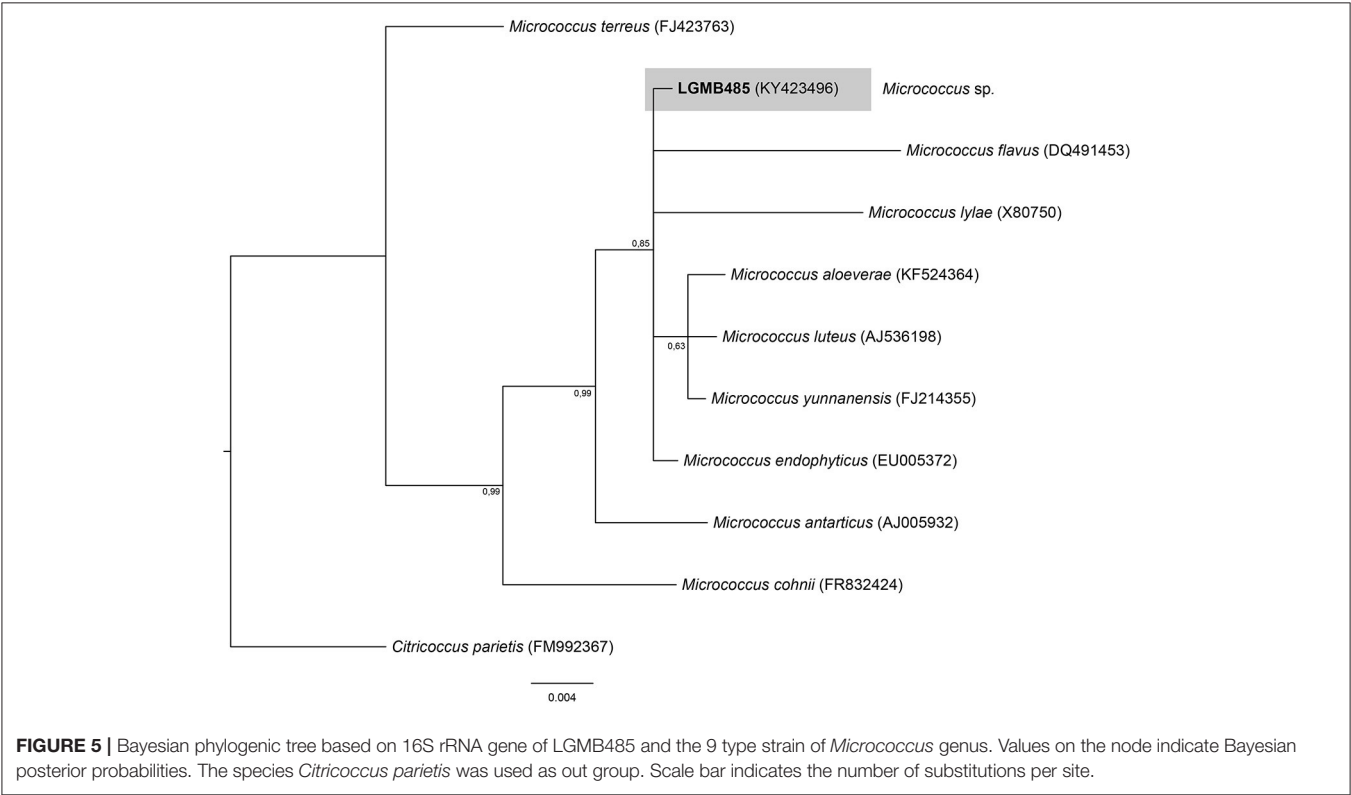 Micrococcus terreus (FJ423763)
LGMB485 (KY423496) Micrococcus sp.
Micrococcus flavus (DQ491453)
Micrococcus lylae (X80750)
0,85
Micrococcus aloeverae (KF524364)
Micrococcus luteus (AJ536198)
0,63
Micrococcus yunnanensis (FJ214355)
0,99
Micrococcus endophyticus (EU005372)
0,99
Micrococcus antarticus (AJ005932)
Micrococcus cohnii (FR832424)
Citricoccus parietis (FM992367)
0.004
FIGURE 5 | Bayesian phylogenic tree based on 16S rRNA gene of LGMB485 and the 9 type strain of Micrococcus genus. Values on the node indicate Bayesian
posterior probabilities. The species Citricoccus parietis was used as out group. Scale bar indicates the number of substitutions per site.